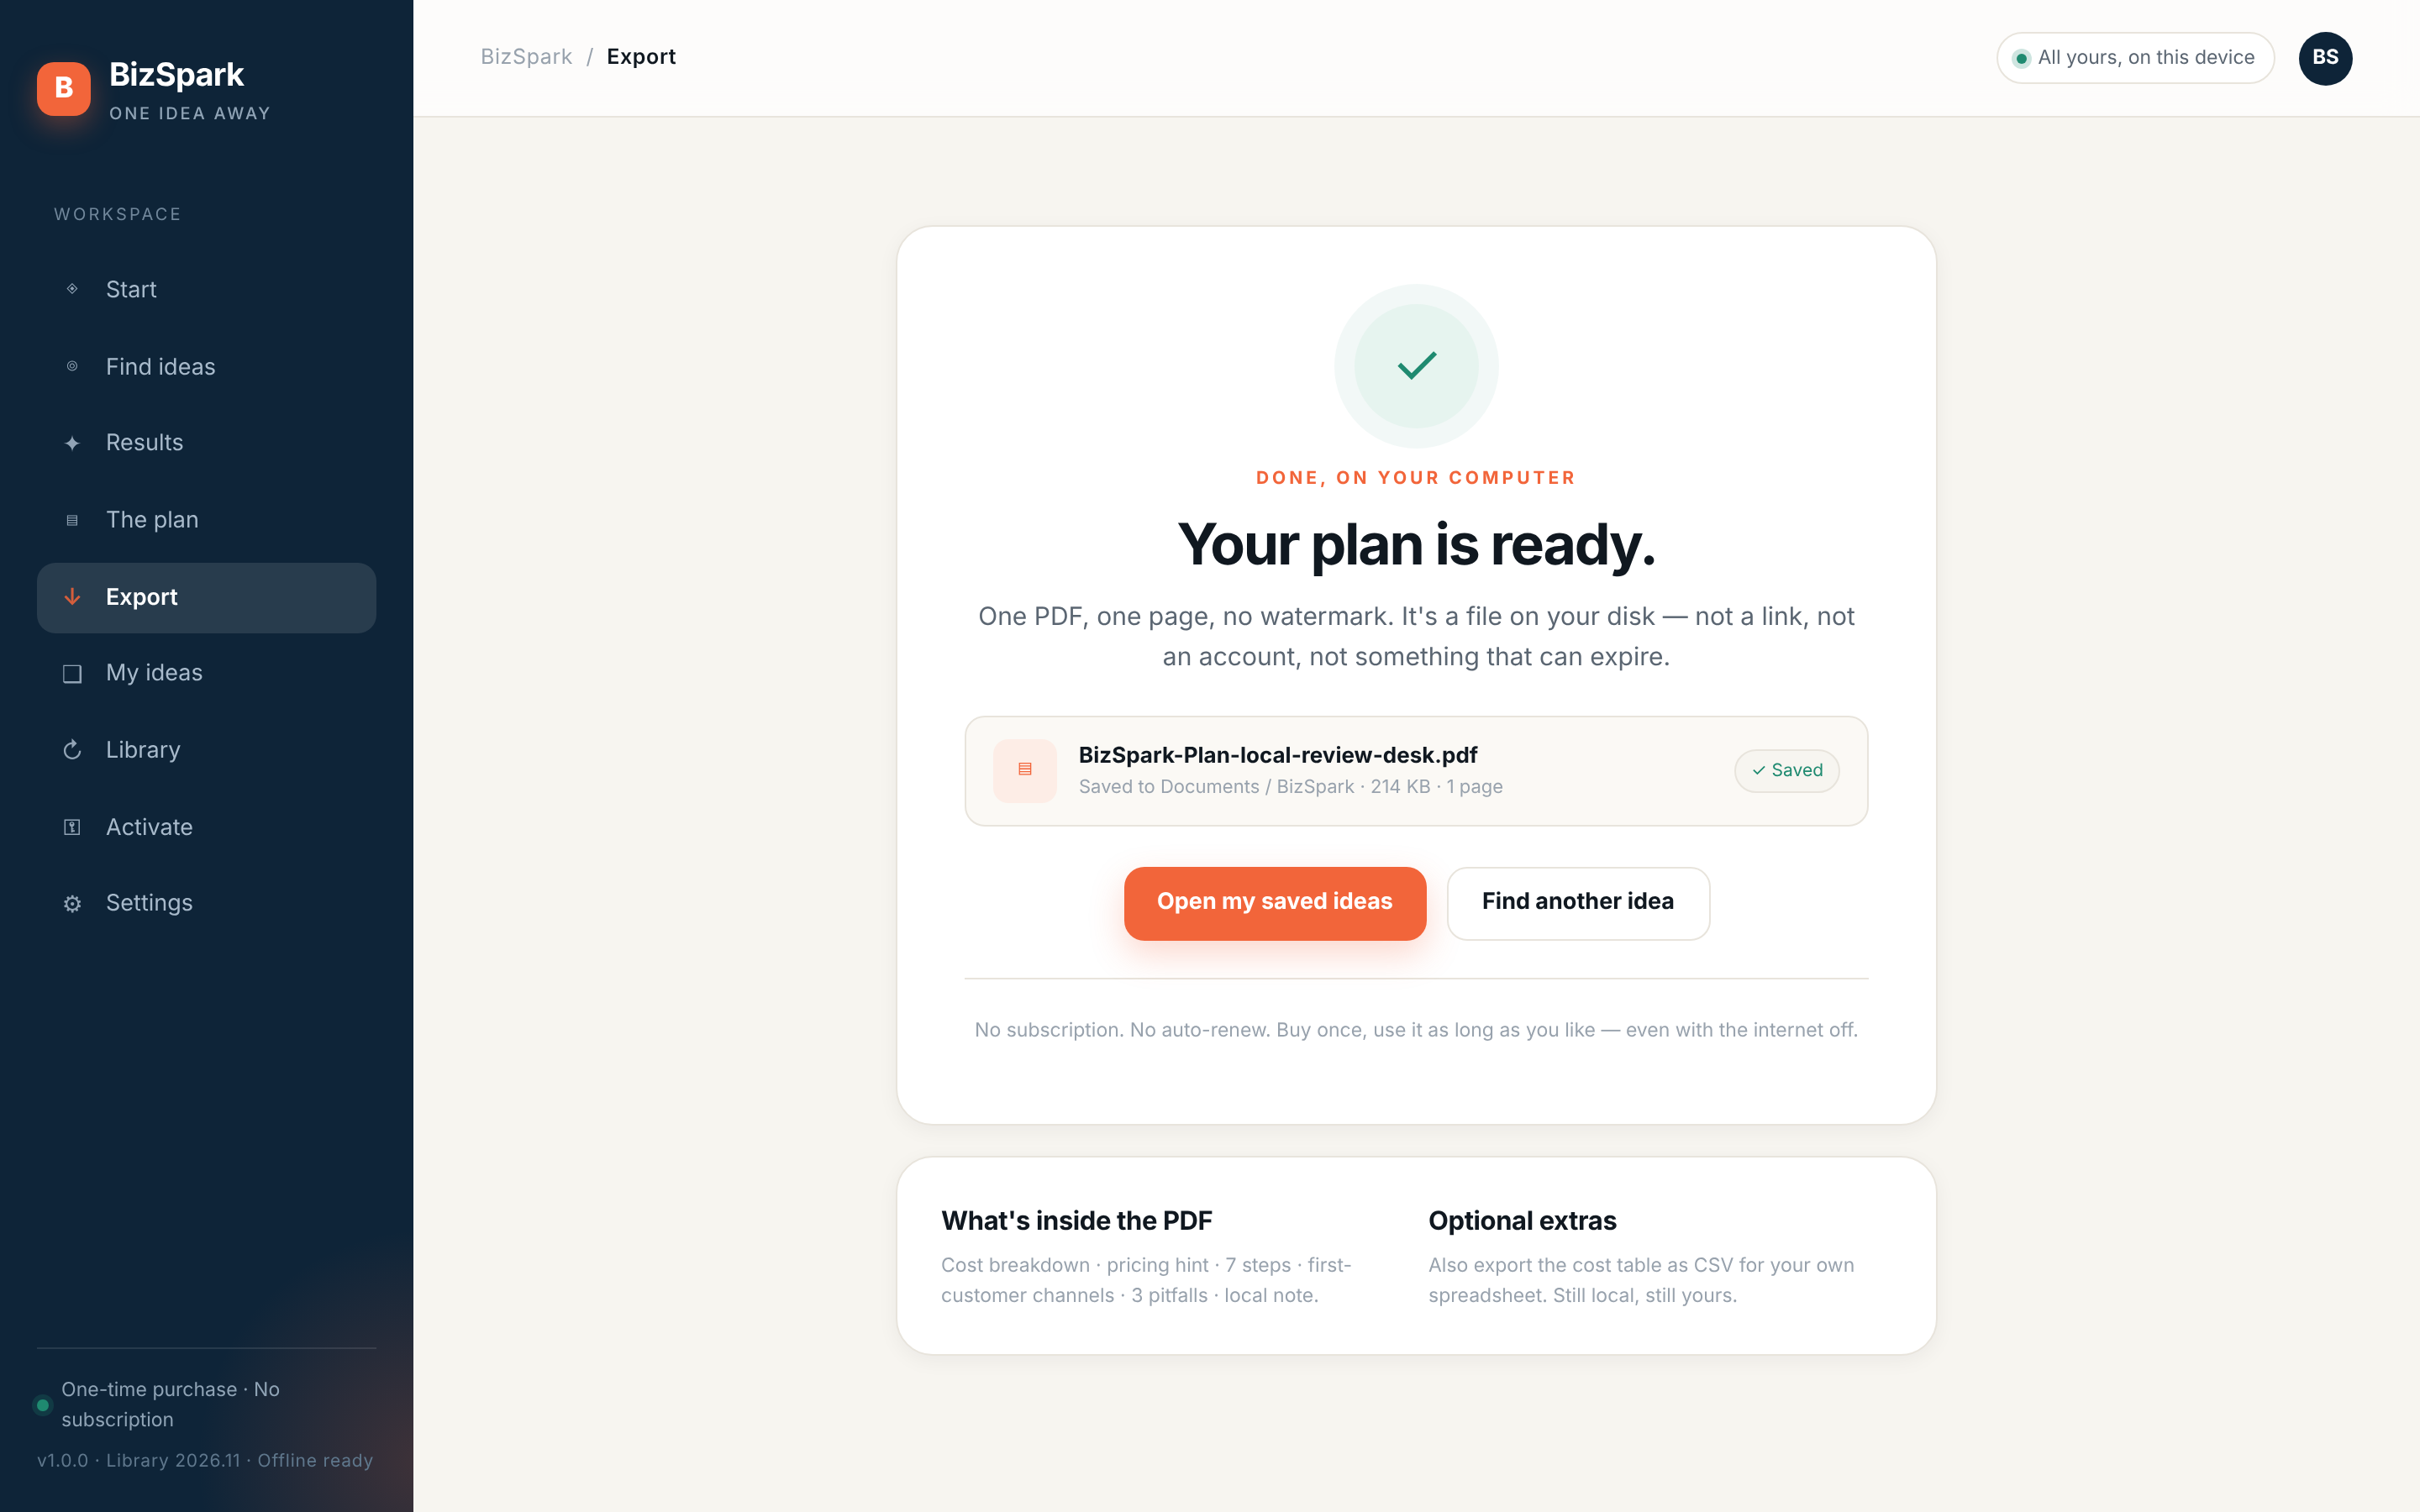 B
BizSpark
ONE IDEA AWAY
WORKSPACE
Start
Find ideas
Results
The plan
Export
My ideas
Library
Activate
Settings
One-time purchase · No
subscription
v1.0.0 · Library 2026.11 · Offline ready
BizSpark / Export
All yours, on this device
BS
DONE, ON YOUR COMPUTER
Your plan is ready.
One PDF, one page, no watermark. It's a file on your disk — not a link, not
an account, not something that can expire.
BizSpark-Plan-local-review-desk.pdf
Saved to Documents / BizSpark · 214 KB · 1 page
✓ Saved
Open my saved ideas
Find another idea
No subscription. No auto-renew. Buy once, use it as long as you like — even with the internet off.
What's inside the PDF
Cost breakdown · pricing hint · 7 steps · first-
customer channels · 3 pitfalls · local note.
Optional extras
Also export the cost table as CSV for your own
spreadsheet. Still local, still yours.